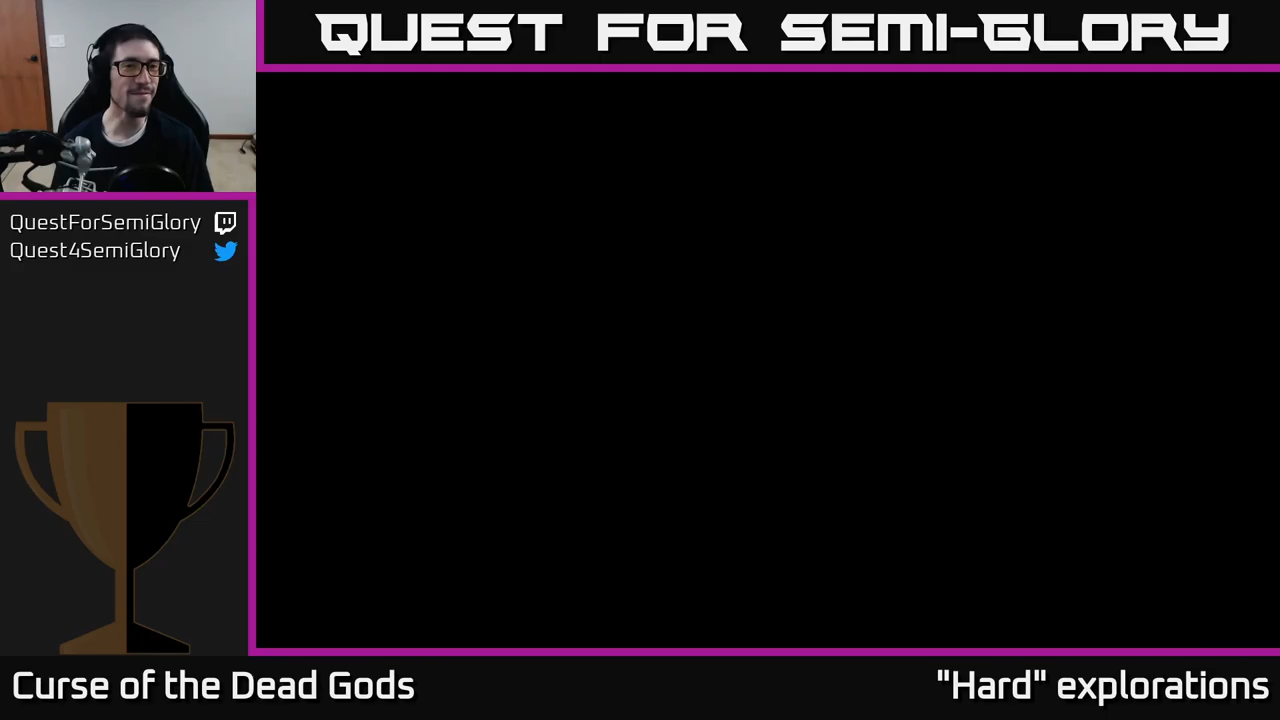 QUEST FOR SEMI-GLORY
QuestForSemiGlory
Quest4SemiGlory
Curse of the Dead Gods
"Hard" explorations